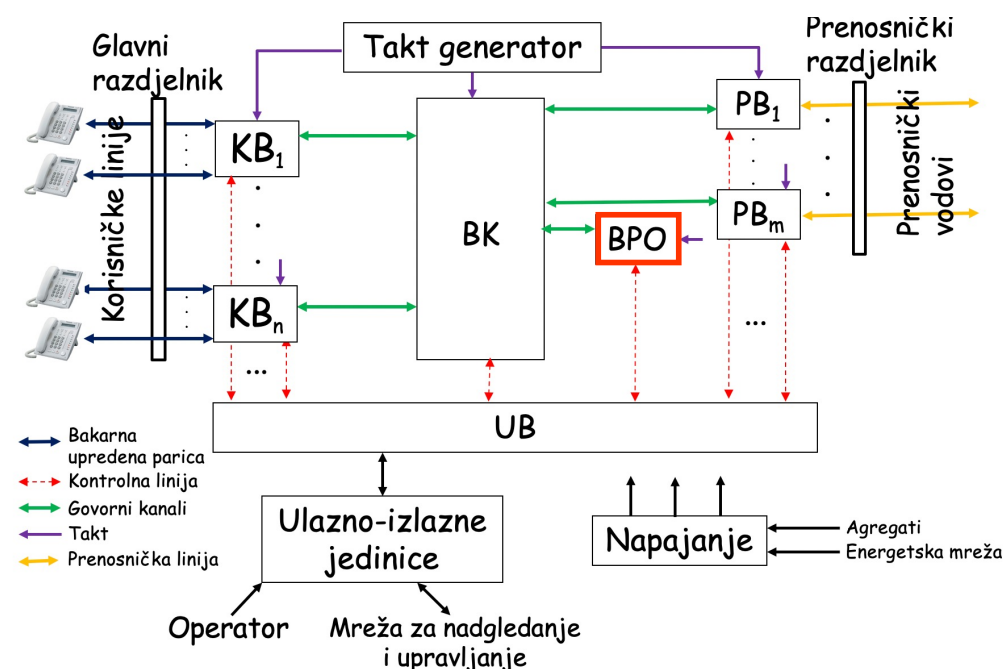 Glavni
razdjelnik
Takt generator
Prenosnički
razdjelnik
Korisničke linije
KB1
KBn
...
BK
BPO
PB1
PBm
...
Prenosnički
vodovi
UB
Bakarna
upredena parica
Kontrolna linija
Govorni kanali
Takt
Prenosnička linija
Ulazno-izlazne
jedinice
Operator
Mreža za nadgledanje
i upravljanje
Napajanje
Agregati
Energetska mreža